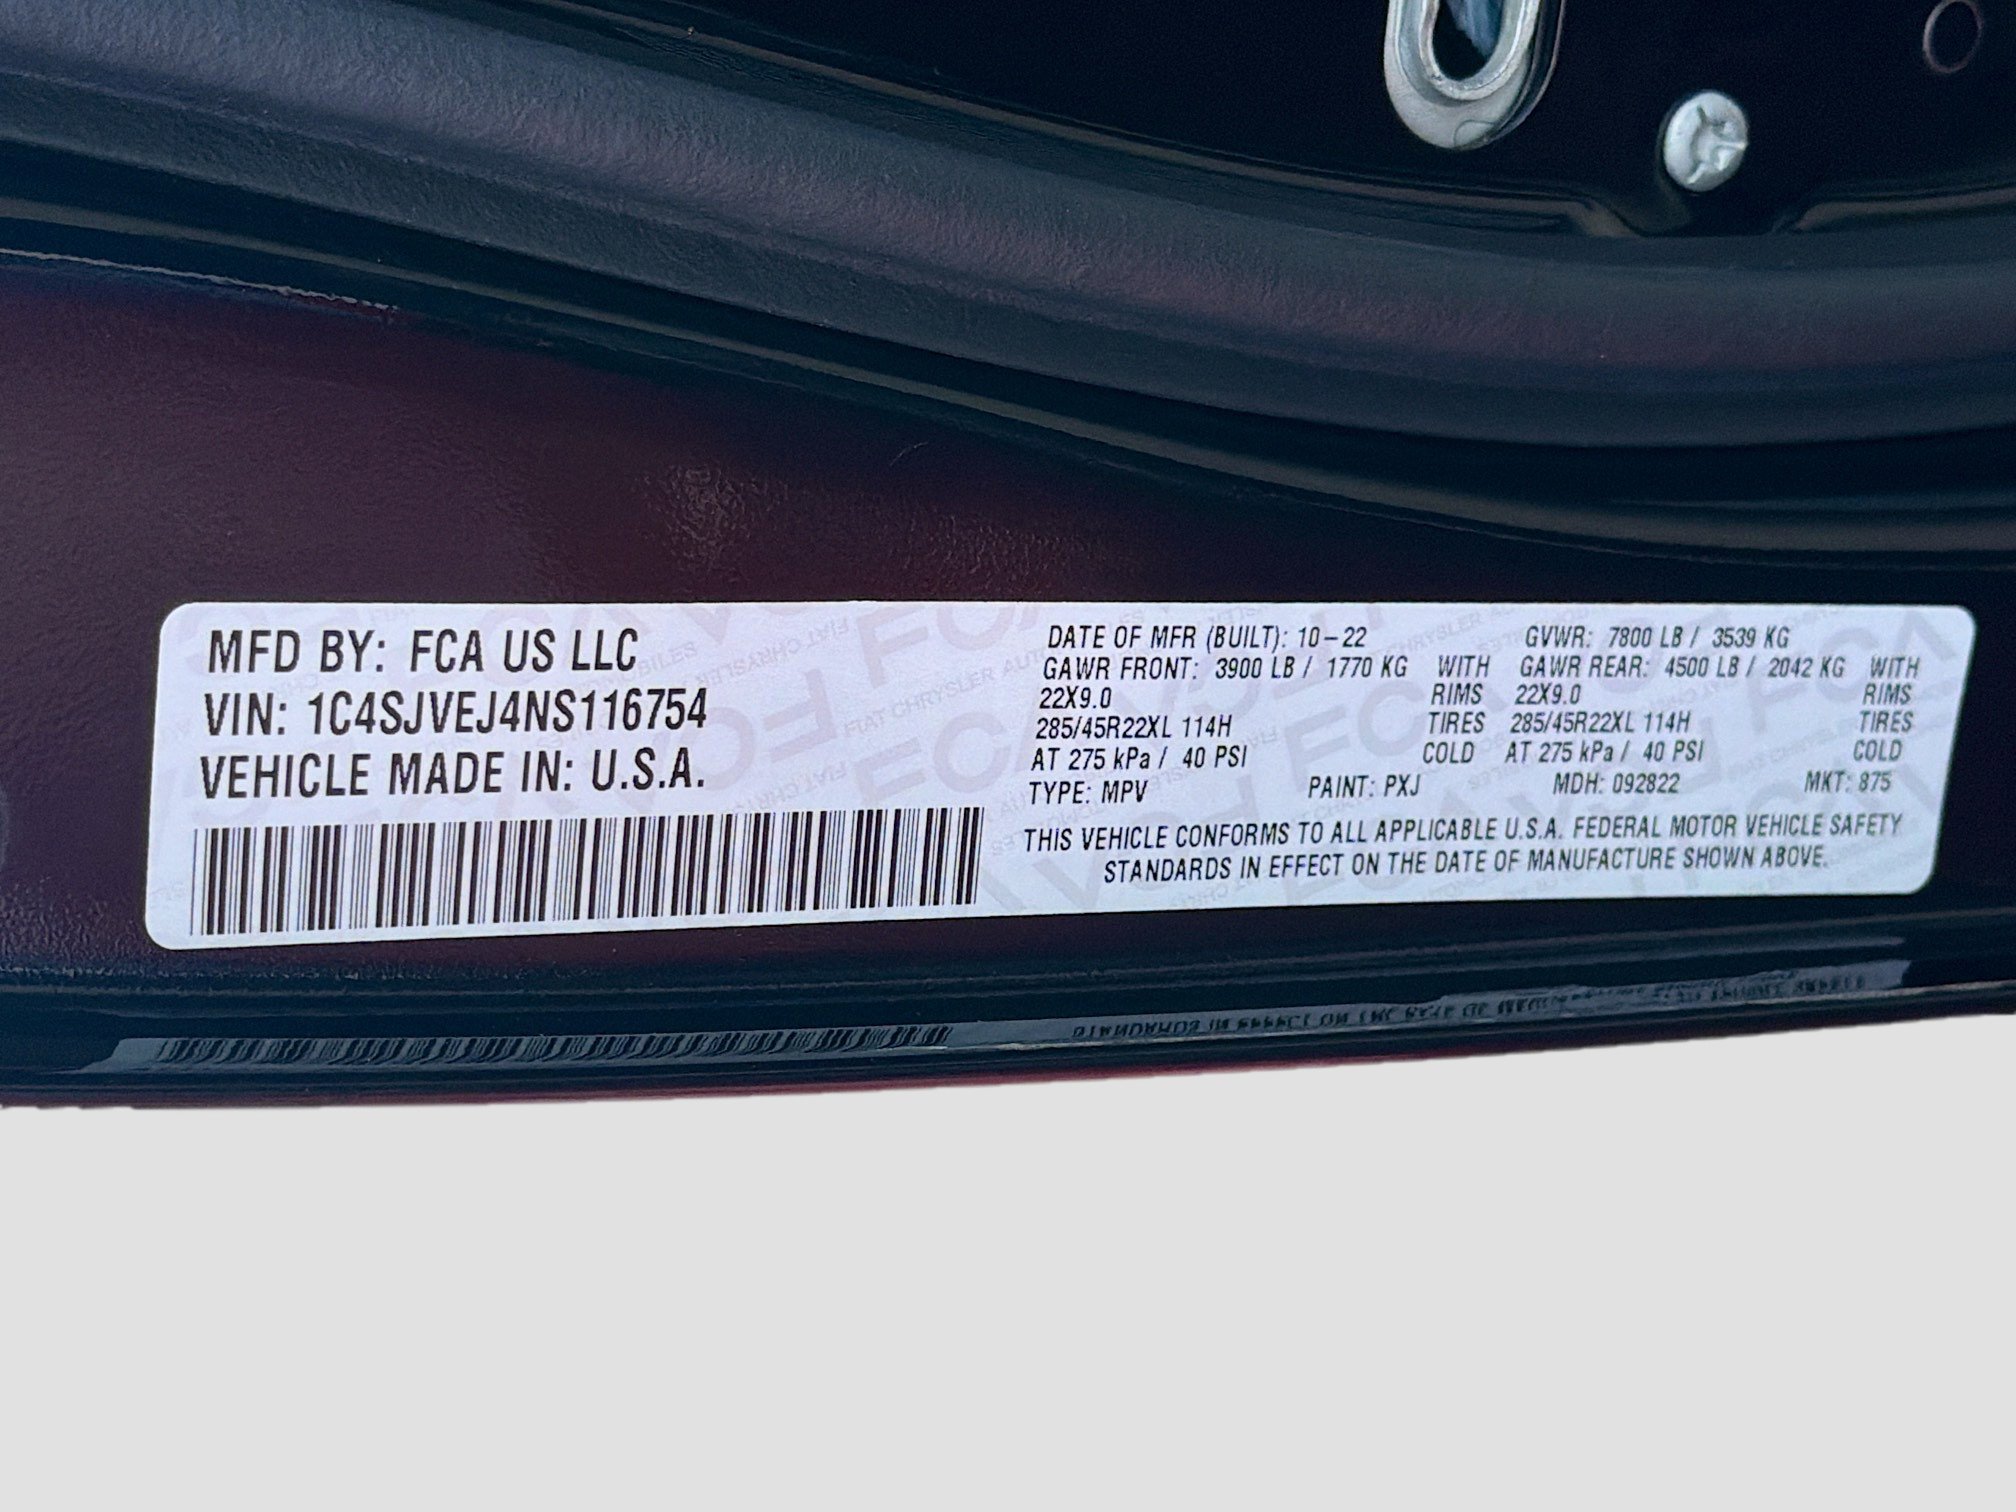 MFD BY: FCA US LLC
VIN: 1C4SJVEJ4NS116754
VEHICLE MADE IN: U.S.A.
DATE OF MFR (BUILT): 10-22 GVWR: 7800 LB / 3539 KG
GAWR FRONT: 3900 LB / 1770 KG WITH GAWR REAR: 4500 LB / 2042 KG WITH
22X9.0 RIMS 22X9.0 RIMS
285/45R22XL 114H TIRES 285/45R22XL 114H TIRES
AT 275 kPa / 40 PSI COLD AT 275 kPa / 40 PSI COLD
TYPE: MPV PAINT: PXJ MDH: 092822 MKT: 875
THIS VEHICLE CONFORMS TO ALL APPLICABLE U.S.A. FEDERAL MOTOR VEHICLE SAFETY
STANDARDS IN EFFECT ON THE DATE OF MANUFACTURE SHOWN ABOVE.